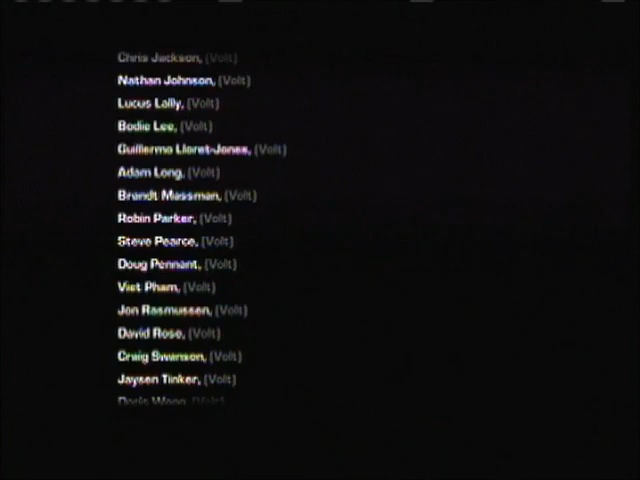 Chris Jackson, (Volt)
Nathan Johnson, (Volt)
Lucus Lally, (Volt)
Bodie Lee, (Volt)
Guillermo Lloret-Jones, (Volt)
Adam Long, (Volt)
Brandt Massman, (Volt)
Robin Parker, (Volt)
Steve Pearce, (Volt)
Doug Pennant, (Volt)
Viet Pham, (Volt)
Jon Rasmussen, (Volt)
David Rose, (Volt)
Craig Swanson, (Volt)
Jaysen Tinker, (Volt)
(Volt)